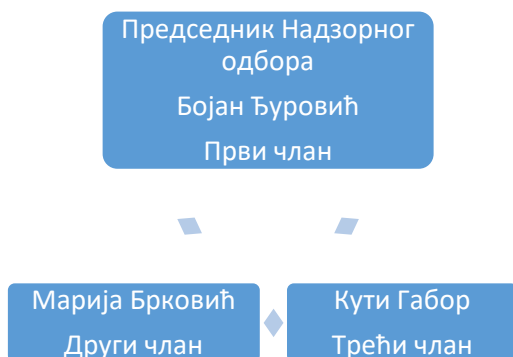 Председник Надзорног
одбора
Бојан Ђуровић
Први члан
Марија Брковић
Други члан
Кути Габор
Трећи члан